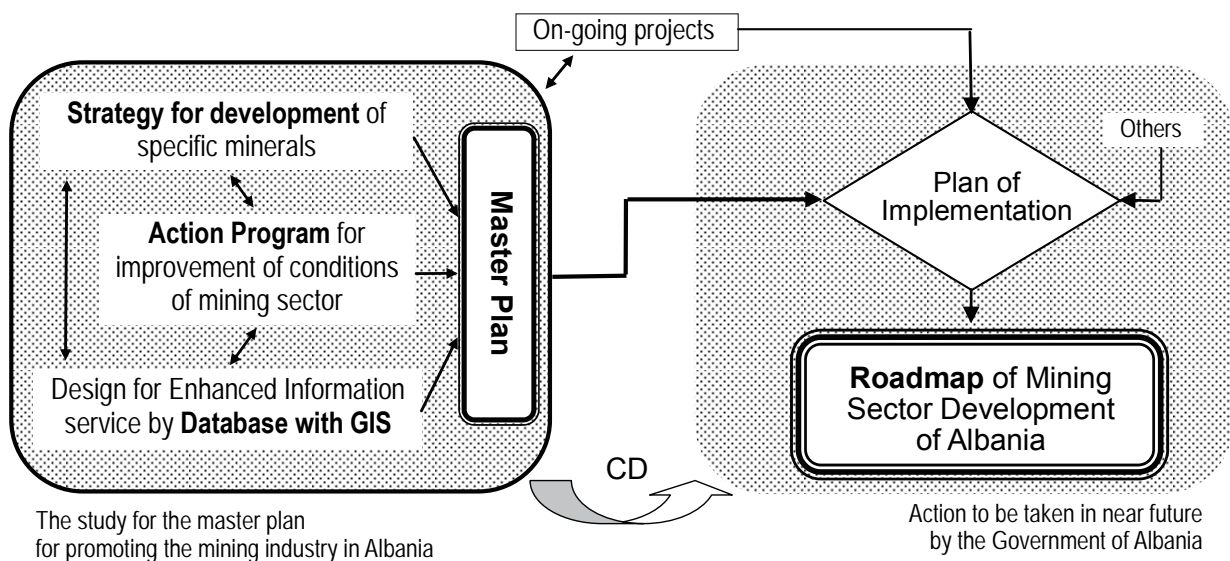 On-going projects
Strategy for development of
specific minerals
Action Program for
improvement of conditions
of mining sector
Design for Enhanced Information
service by Database with GIS
Master Plan
Others
Plan of
Implementation
Roadmap of Mining
Sector Development
of Albania
CD
The study for the master plan
for promoting the mining industry in Albania
Action to be taken in near future
by the Government of Albania